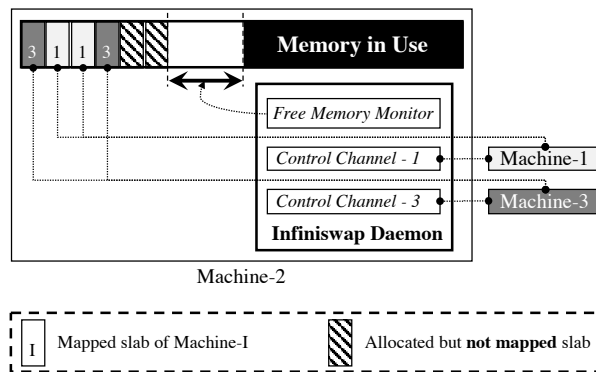 3 1 1 3 Memory in Use
Free Memory Monitor
Control Channel - 1 Machine-1
Control Channel - 3 Machine-3
Infiniswap Daemon
Machine-2
I Mapped slab of Machine-I Allocated but not mapped slab